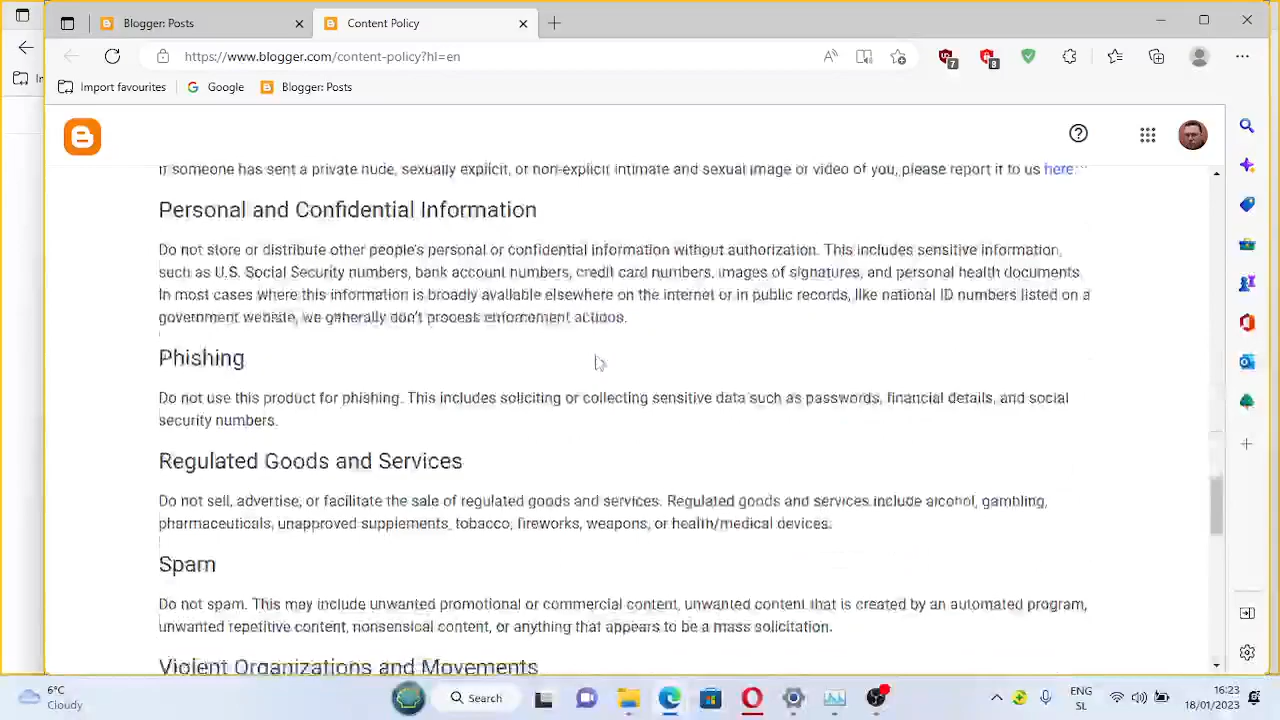 Blogger: Posts
Content Policy
https://www.blogger.com/content-policy?hl=en
7
8
Import favourites
Google
Blogger: Posts
If someone has sent a private nude, sexually explicit, or non-explicit intimate and sexual image or video of you, please report it to us here.
Personal and Confidential Information
Do not store or distribute other people's personal or confidential information without authorization. This includes sensitive information,
such as U.S. Social Security numbers, bank account numbers, credit card numbers, images of signatures, and personal health documents.
In most cases where this information is broadly available elsewhere on the internet or in public records, like national ID numbers listed on a
government website, we generally don't process enforcement actions.
Phishing
Do not use this product for phishing. This includes soliciting or collecting sensitive data such as passwords, financial details, and social
security numbers.
Regulated Goods and Services
Do not sell, advertise, or facilitate the sale of regulated goods and services. Regulated goods and services include alcohol, gambling,
pharmaceuticals, unapproved supplements, tobacco, fireworks, weapons, or health/medical devices.
Spam
Do not spam. This may include unwanted promotional or commercial content, unwanted content that is created by an automated program,
unwanted repetitive content, nonsensical content, or anything that appears to be a mass solicitation.
Violent Organizations and Movements
6°C
Cloudy
Search
ENG
SL
16:23
18/01/2023